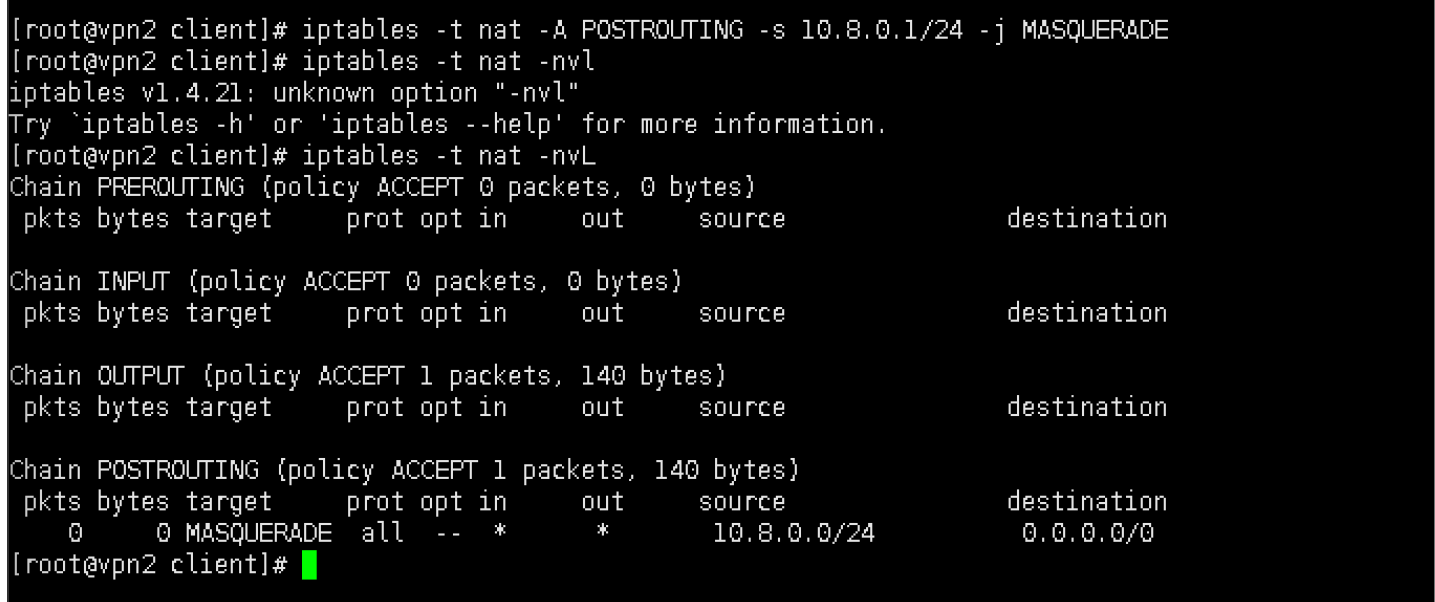 [root@vpn2 client]# iptables -t nat -A POSTROUTING -s 10.8.0.1/24 -j MASQUERADE
[root@vpn2 client]# iptables -t nat -nvl
iptables v1.4.21: unknown option "-nvl"
Try `iptables -h' or 'iptables --help' for more information.
[root@vpn2 client]# iptables -t nat -nvL
Chain PREROUTING (policy ACCEPT 0 packets, 0 bytes)
 pkts bytes target     prot opt in     out     source               destination

Chain INPUT (policy ACCEPT 0 packets, 0 bytes)
 pkts bytes target     prot opt in     out     source               destination

Chain OUTPUT (policy ACCEPT 1 packets, 140 bytes)
 pkts bytes target     prot opt in     out     source               destination

Chain POSTROUTING (policy ACCEPT 1 packets, 140 bytes)
 pkts bytes target     prot opt in     out     source               destination
    0     0 MASQUERADE  all  --  *      *       10.8.0.0/24          0.0.0.0/0
[root@vpn2 client]#